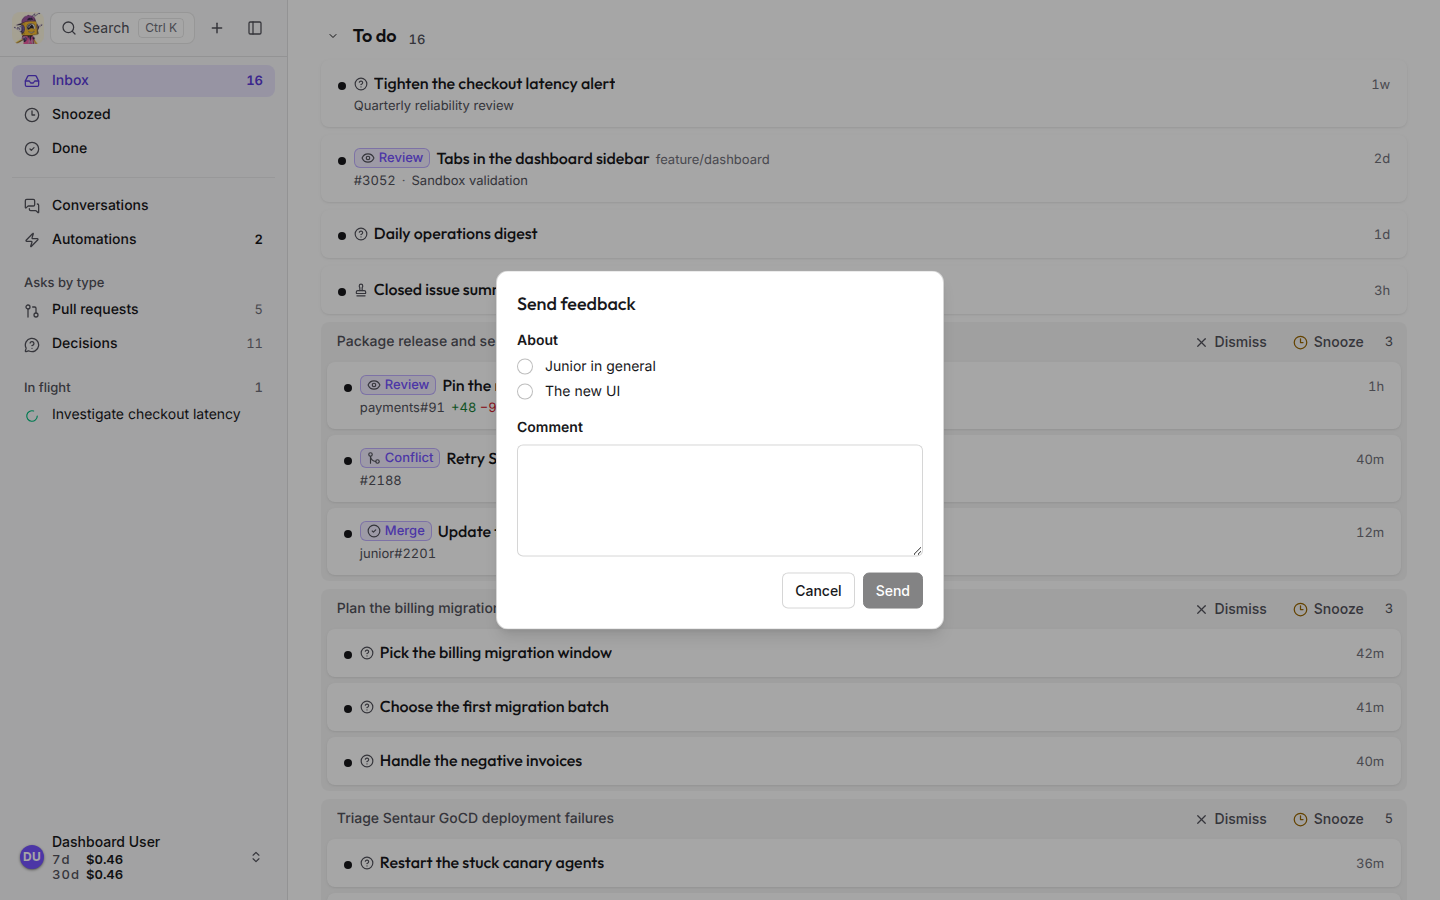 Search Ctrl K
Inbox 16
Snoozed
Done
Conversations
Automations 2
Asks by type
Pull requests 5
Decisions 11
In flight 1
Investigate checkout latency
DU
Dashboard User
7d $0.46
30d $0.46
To do 16
Tighten the checkout latency alert 1w
Quarterly reliability review
Review Tabs in the dashboard sidebar feature/dashboard 2d
#3052 · Sandbox validation
Daily operations digest 1d
Closed issue 3h
Package release and Dismiss Snooze 3
Review Pin the 1h
payments#91 +48
Conflict Retry 40m
#2188
Merge Update 12m
junior#2201
Plan the billing migration Dismiss Snooze 3
Pick the billing migration window 42m
Choose the first migration batch 41m
Handle the negative invoices 40m
Triage Sentaur GoCD deployment failures Dismiss Snooze 5
Restart the stuck canary agents 36m
Send feedback
About
Junior in general
The new UI
Comment
Cancel Send